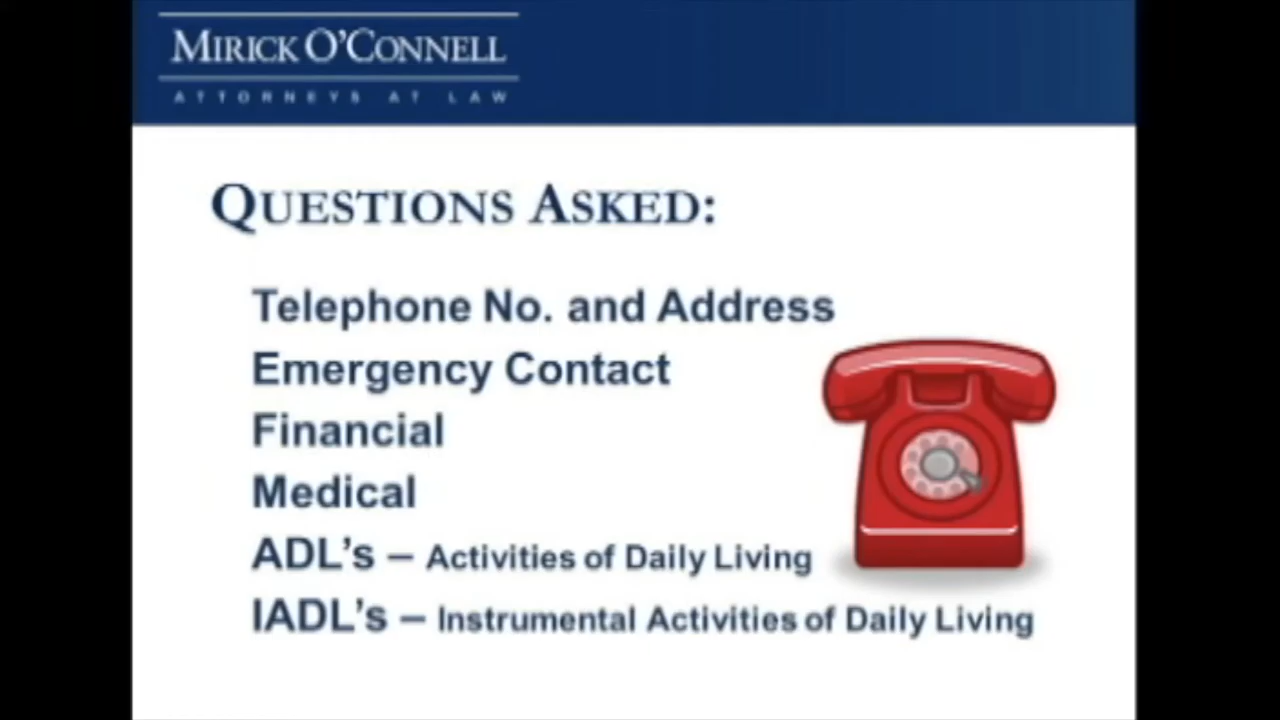 MIRICK O'CONNELL
ATTORNEYS AT LAW
QUESTIONS ASKED:
Telephone No. and Address
Emergency Contact
Financial
Medical
ADL's – Activities of Daily Living
IADL's – Instrumental Activities of Daily Living